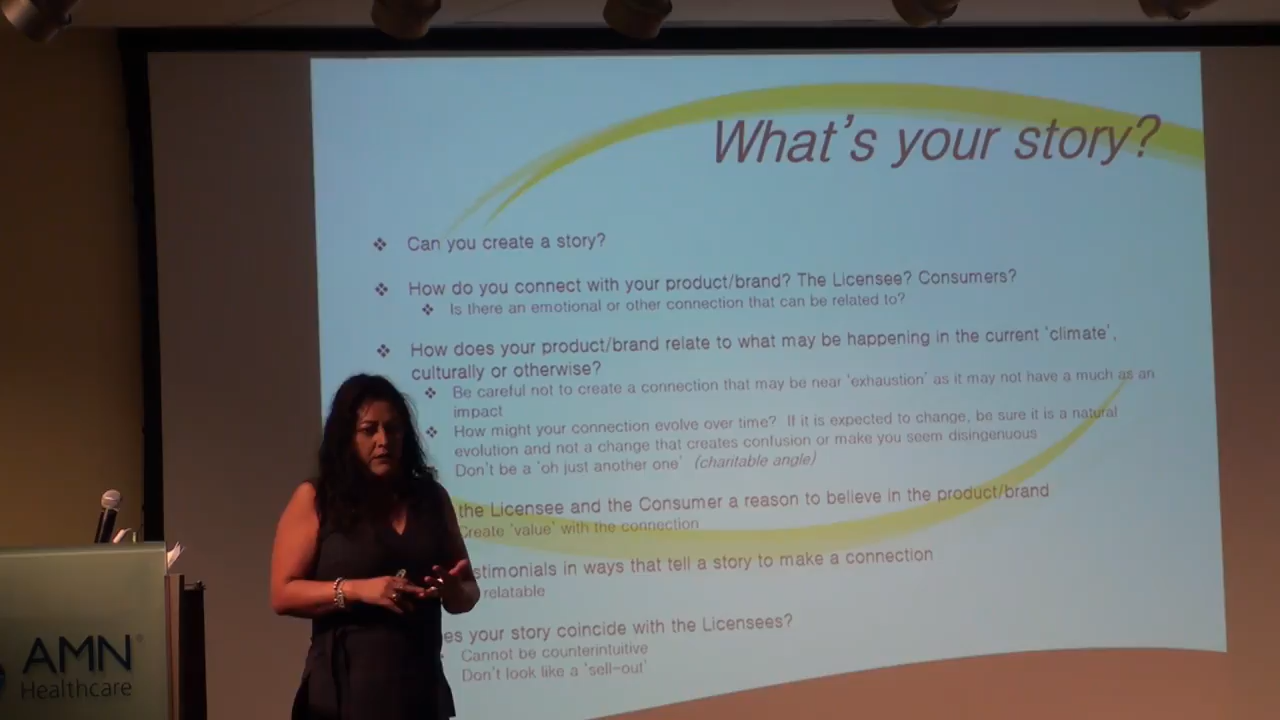 What's your story?
Can you create a story?
How do you connect with your product/brand? The Licensee? Consumers?
Is there an emotional or other connection that can be related to?
How does your product/brand relate to what may be happening in the current 'climate',
culturally or otherwise?
Be careful not to create a connection that may be near 'exhaustion' as it may not have a much as an
impact
How might your connection evolve over time? If it is expected to change, be sure it is a natural
evolution and not a change that creates confusion or make you seem disingenuous
Don't be a 'oh just another one' (charitable angle)
the Licensee and the Consumer a reason to believe in the product/brand
Create 'value' with the connection
stimonials in ways that tell a story to make a connection
relatable
es your story coincide with the Licensees?
Cannot be counterintuitive
Don't look like a 'sell-out'
AMN®
Healthcare